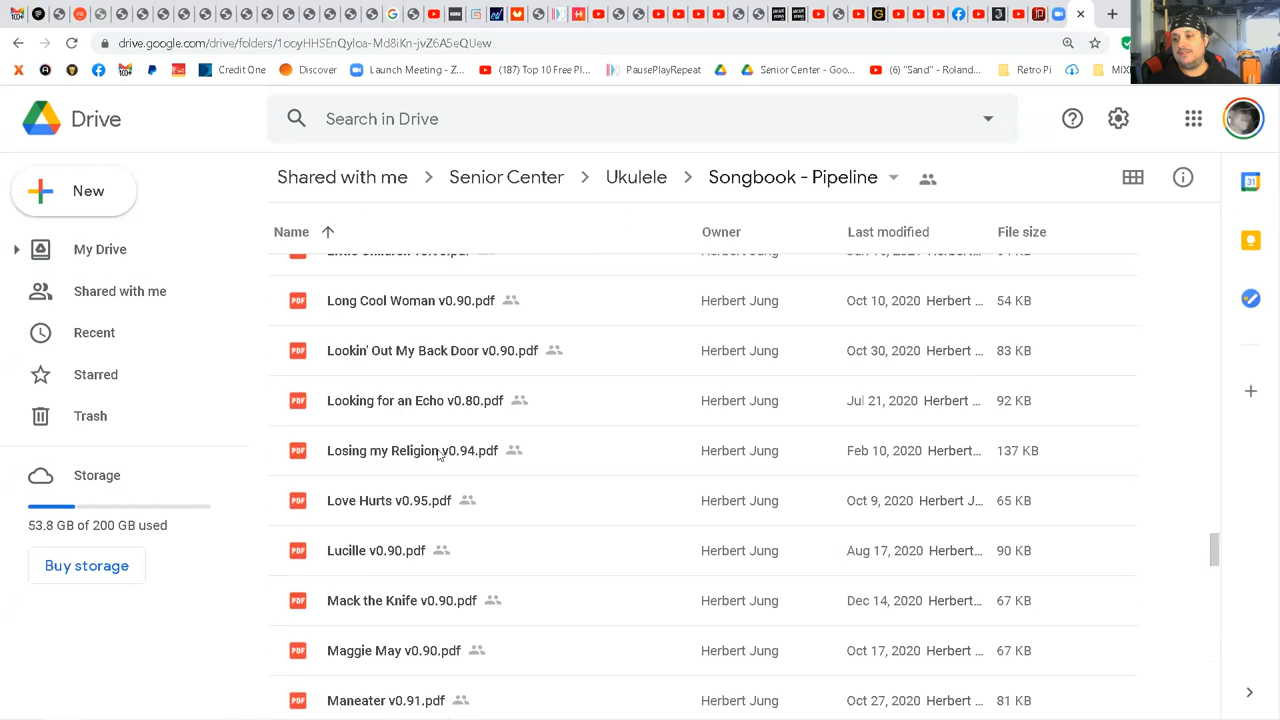 drive.google.com/drive/folders/1ooyHHSEnQyIoa-Md8iKn-jvZ6A5eQUvw
Credit One
Discover
Launch Meeting - Z...
(187) Top 10 Free Pl...
PausePlayRepeat
Senior Center - Goo...
(6) "Sand" - Roland...
Retro Pi
Drive
Search in Drive
New
Shared with me > Senior Center > Ukulele > Songbook - Pipeline
Name Owner Last modified File size
My Drive
Shared with me
Recent
Starred
Trash
Storage
53.8 GB of 200 GB used
Buy storage
Long Cool Woman v0.90.pdf Herbert Jung Oct 10, 2020 Herbert ... 54 KB
Lookin' Out My Back Door v0.90.pdf Herbert Jung Oct 30, 2020 Herbert ... 83 KB
Looking for an Echo v0.80.pdf Herbert Jung Jul 21, 2020 Herbert ... 92 KB
Losing my Religion v0.94.pdf Herbert Jung Feb 10, 2020 Herbert... 137 KB
Love Hurts v0.95.pdf Herbert Jung Oct 9, 2020 Herbert J... 65 KB
Lucille v0.90.pdf Herbert Jung Aug 17, 2020 Herbert... 90 KB
Mack the Knife v0.90.pdf Herbert Jung Dec 14, 2020 Herbert... 67 KB
Maggie May v0.90.pdf Herbert Jung Oct 17, 2020 Herbert ... 67 KB
Maneater v0.91.pdf Herbert Jung Oct 27, 2020 Herbert ... 81 KB